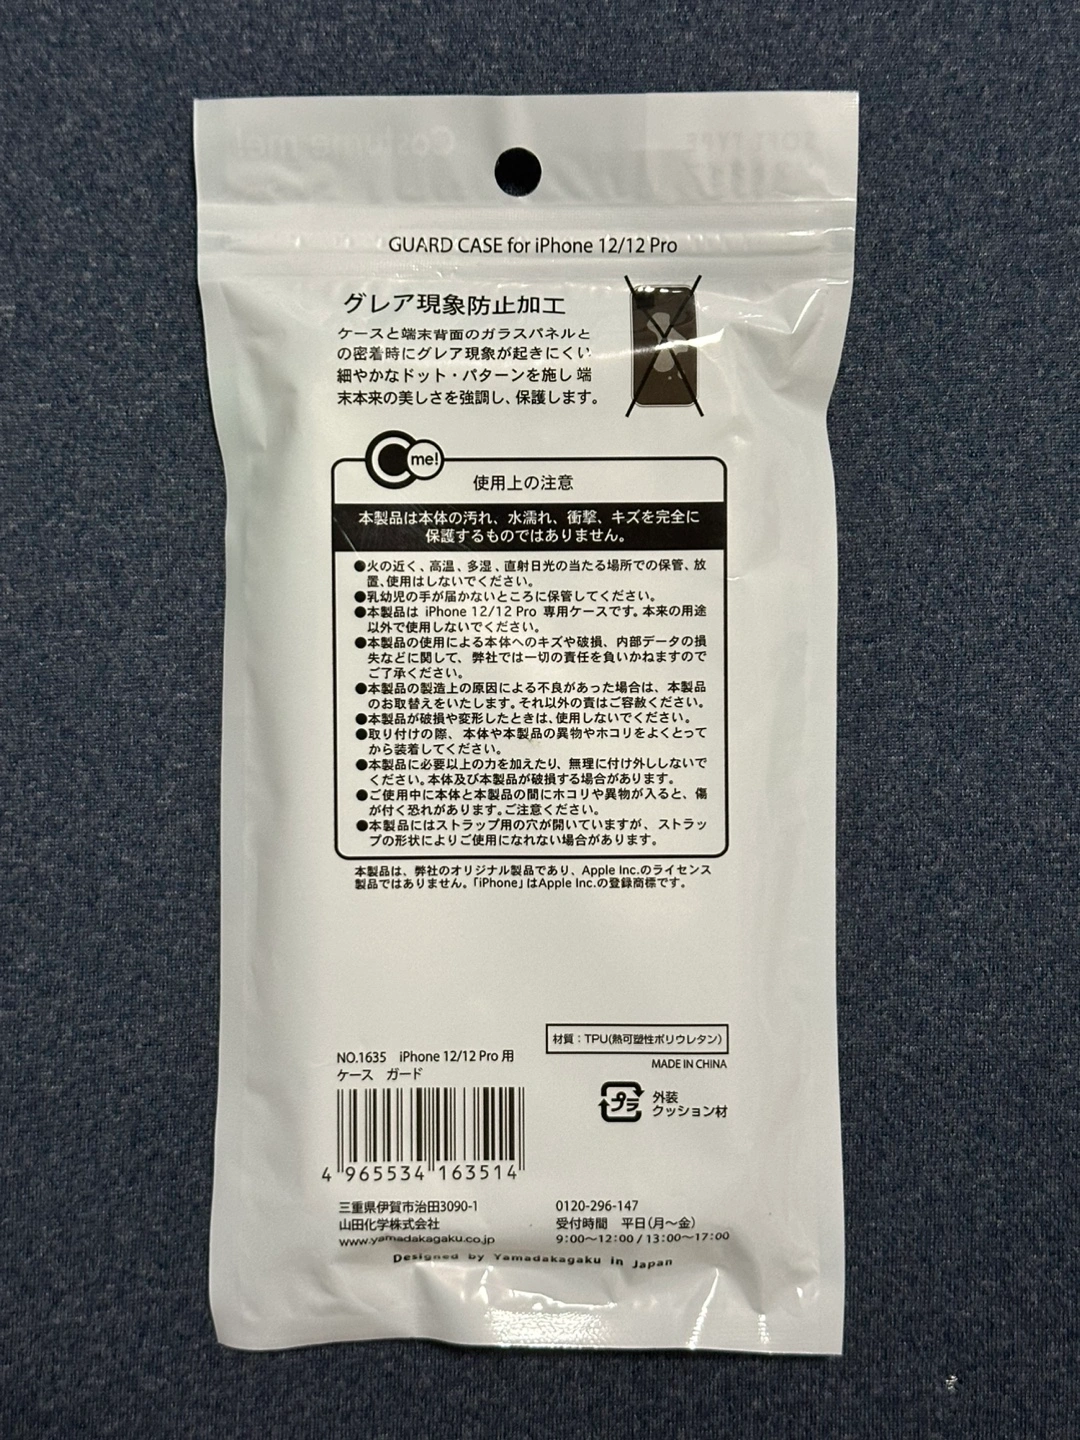 GUARD CASE for iPhone 12/12 Pro
グレア現象防止加工
ケースと端末背面のガラスパネルと
の密着時にグレア現象が起きにくい
細やかなドット・パターンを施し 端
末本来の美しさを強調し、保護します。
C me!
使用上の注意
本製品は本体の汚れ、水濡れ、衝撃、キズを完全に
保護するものではありません。
●火の近く、高温、多湿、直射日光の当たる場所での保管、放
置、使用はしないでください。
●乳幼児の手が届かないところに保管してください。
●本製品は iPhone 12/12 Pro 専用ケースです。本来の用途
以外で使用しないでください。
●本製品の使用による本体へのキズや破損、内部データの損
失などに関して、弊社では一切の責任を負いかねますので
ご了承ください。
●本製品の製造上の原因による不良があった場合は、本製品
のお取替えをいたします。それ以外の責はご容赦ください。
●本製品が破損や変形したときは、使用しないでください。
●取り付けの際、本体や本製品の異物やホコリをよくとって
から装着してください。
●本製品に必要以上の力を加えたり、無理に付け外ししないで
ください。本体及び本製品が破損する場合があります。
●ご使用中に本体と本製品の間にホコリや異物が入ると、傷
が付く恐れがあります。ご注意ください。
●本製品にはストラップ用の穴が開いていますが、ストラッ
プの形状によりご使用になれない場合があります。
本製品は、弊社のオリジナル製品であり、Apple Inc.のライセンス
製品ではありません。「iPhone」はApple Inc.の登録商標です。
材質：TPU(熱可塑性ポリウレタン)
MADE IN CHINA
NO.1635 iPhone 12/12 Pro 用
ケース ガード
プラ
外装
クッション材
4 965534 163514
三重県伊賀市治田3090-1
山田化学株式会社
www.yamadakagaku.co.jp
0120-296-147
受付時間 平日（月～金）
9:00～12:00 / 13:00～17:00
Designed by Yamadakagaku in Japan